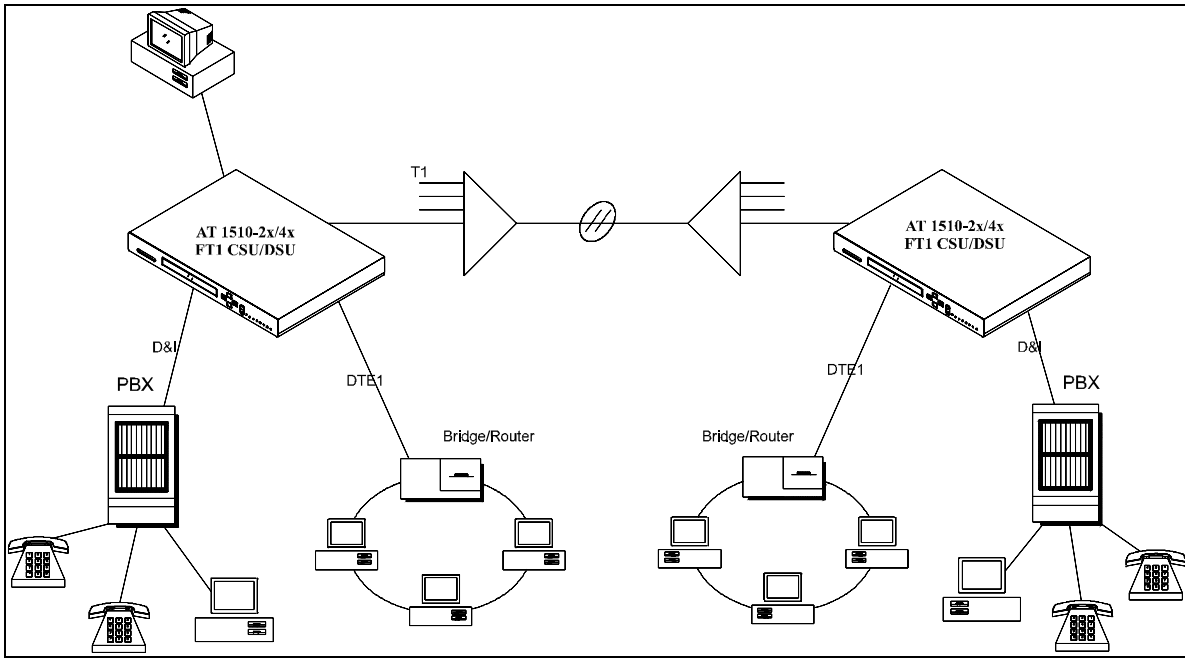 T1
AT 1510-2x/4x
FT1 CSU/DSU
AT 1510-2x/4x
FT1 CSU/DSU
D&I
D&I
PBX
DTE1
DTE1
PBX
Bridge/Router
Bridge/Router